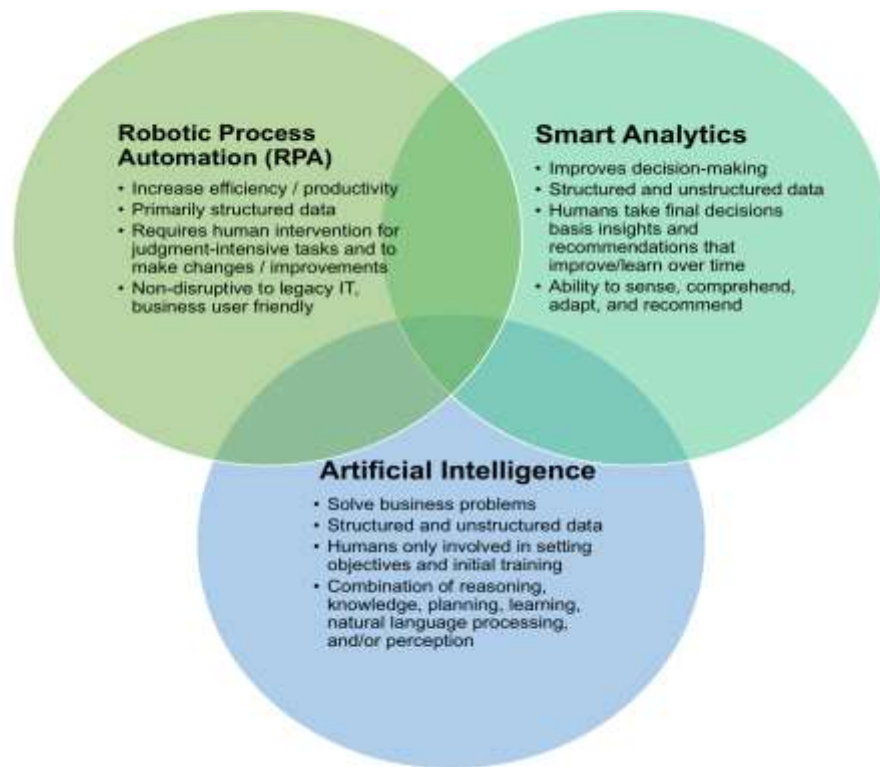 Robotic Process
Automation (RPA)
• Increase efficiency / productivity
• Primarily structured data
• Requires human intervention for
judgment-intensive tasks and to
make changes / improvements
• Non-disruptive to legacy IT,
business user friendly
Smart Analytics
• Improves decision-making
• Structured and unstructured data
• Humans take final decisions
basis insights and
recommendations that
improve/learn over time
• Ability to sense, comprehend,
adapt, and recommend
Artificial Intelligence
• Solve business problems
• Structured and unstructured data
• Humans only involved in setting
objectives and initial training
• Combination of reasoning,
knowledge, planning, learning,
natural language processing,
and/or perception